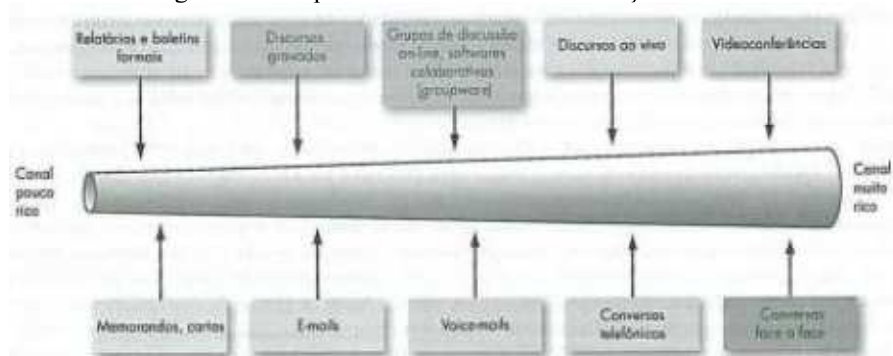 Relatórios e boletins
formais
Discursos
gravados
Grupos de discussão
on-line, softwares
colaborativos
(groupware)
Discursos ao vivo
Videoconferências
Canal
pouco
rico
Canal
muito
rico
Memorandos, cartas
E-mails
Voice-mails
Conversas
telefônicas
Conversas
face a face